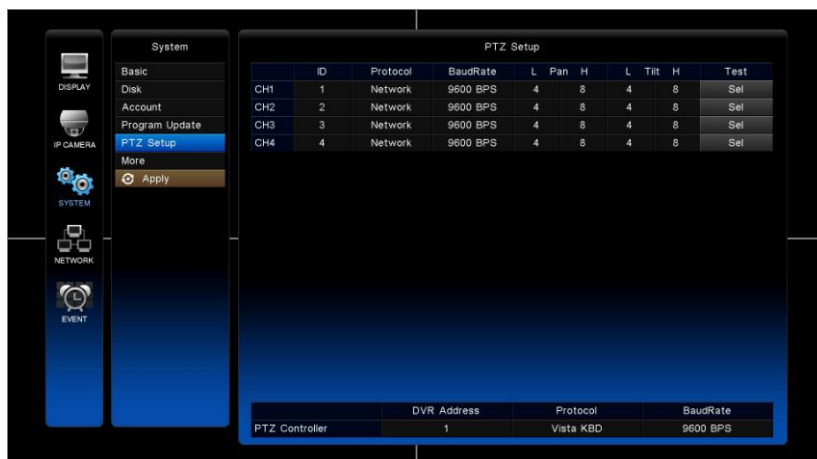 System
PTZ Setup
DISPLAY
IP CAMERA
SYSTEM
NETWORK
EVENT
Basic
Disk
Account
Program Update
PTZ Setup
More
Apply
ID Protocol BaudRate L Pan H L Tilt H Test
CH1 1 Network 9600 BPS 4 8 4 8 Sel
CH2 2 Network 9600 BPS 4 8 4 8 Sel
CH3 3 Network 9600 BPS 4 8 4 8 Sel
CH4 4 Network 9600 BPS 4 8 4 8 Sel
DVR Address Protocol BaudRate
PTZ Controller 1 Vista KBD 9600 BPS